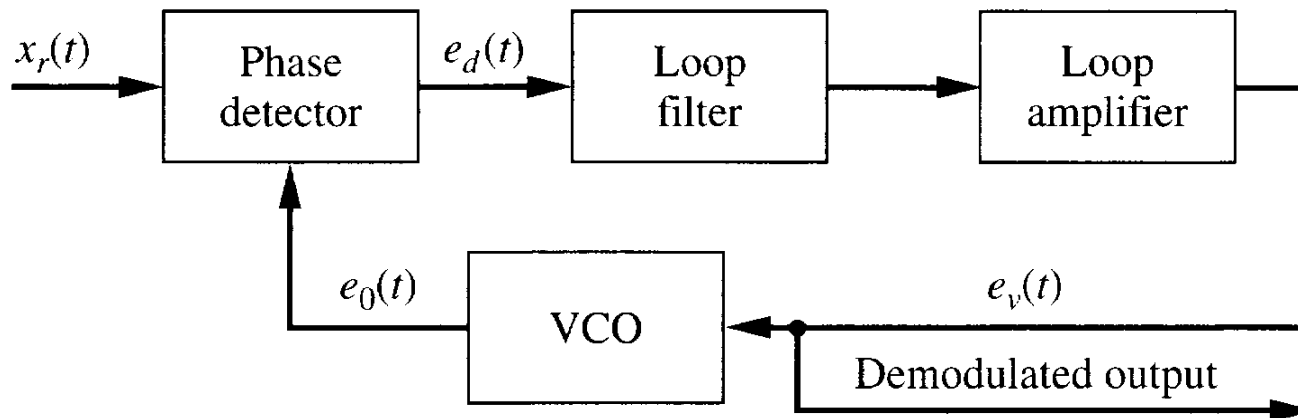 x_r(t)
Phase
detector
e_d(t)
Loop
filter
Loop
amplifier
e_0(t)
VCO
e_v(t)
Demodulated output